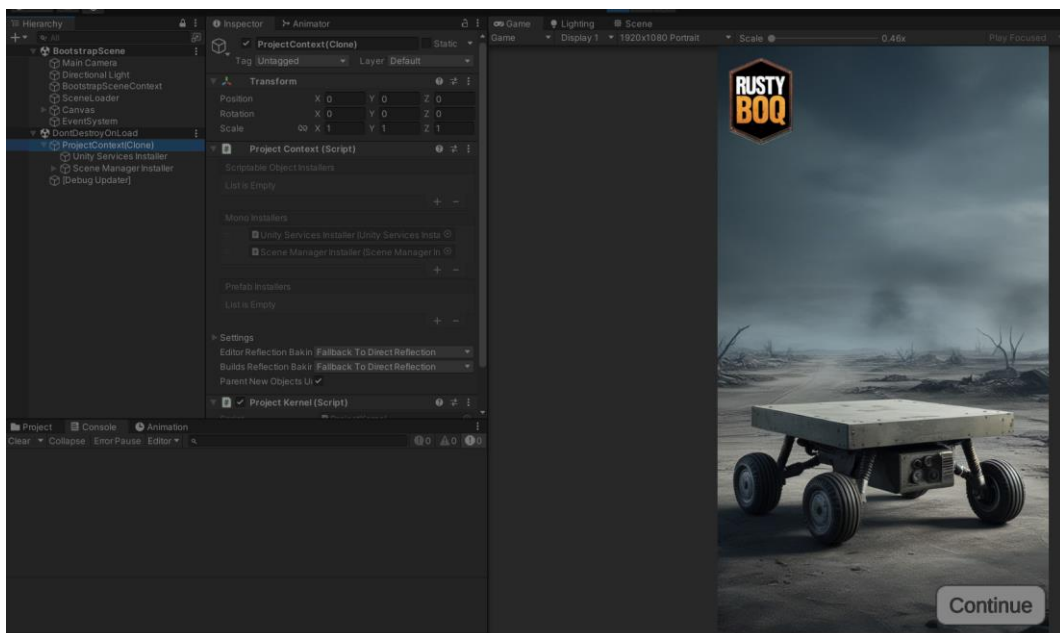 Hierarchy
All
BootstrapScene
Main Camera
Directional Light
BootstrapSceneContext
SceneLoader
Canvas
EventSystem
DontDestroyOnLoad
ProjectContext(Clone)
Unity Services Installer
Scene Manager Installer
[Debug Updater]
Inspector Animator
ProjectContext(Clone) Static
Tag Untagged Layer Default
Transform
Position X 0 Y 0 Z 0
Rotation X 0 Y 0 Z 0
Scale X 1 Y 1 Z 1
Project Context (Script)
Scriptable Object Installers
List is Empty
Mono Installers
Unity Services Installer (Unity Services Insta
Scene Manager Installer (Scene Manager In
Prefab Installers
List is Empty
Settings
Editor Reflection Bakin Fallback To Direct Reflection
Builds Reflection Bakin Fallback To Direct Reflection
Parent New Objects Un
Project Kernel (Script)
Project Console Animation
Clear Collapse Error Pause Editor
0 0 0
Game Lighting Scene
Game Display 1 1920x1080 Portrait Scale 0.46x Play Focused
RUSTY
BOQ
Continue